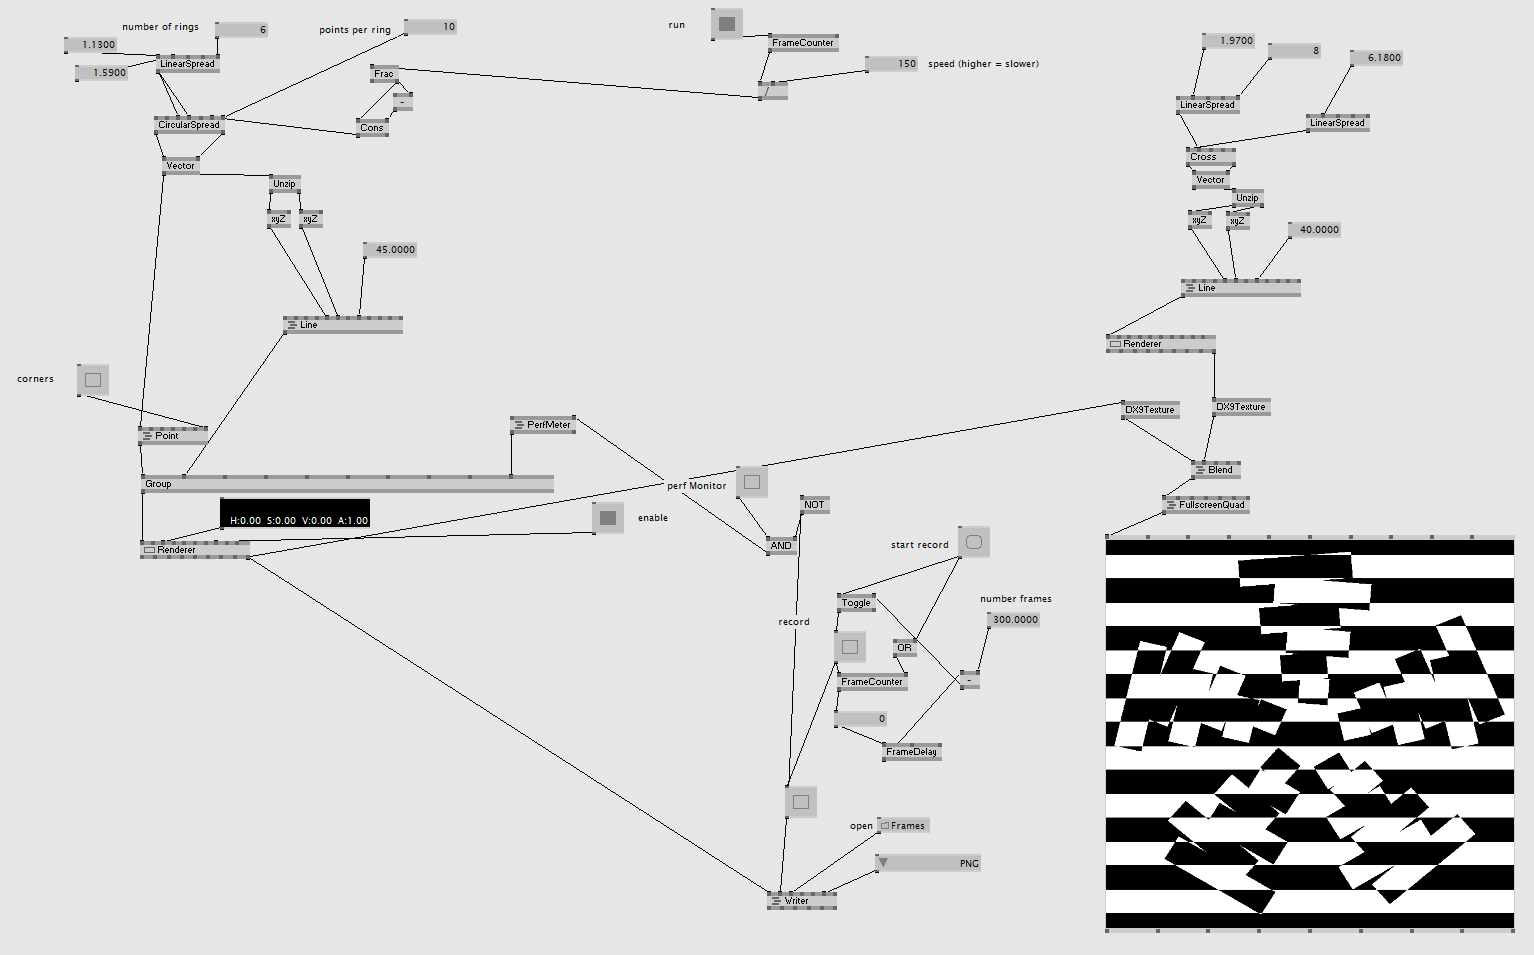 number of rings
6
1.1300
1.5900
LinearSpread
points per ring
10
Frac
-
Cons
CircularSpread
Vector
Unzip
xyZ
xyZ
45.0000
Line
run
FrameCounter
150
speed (higher = slower)
/
1.9700
8
6.1800
LinearSpread
LinearSpread
Cross
Vector
Unzip
xyZ
xyZ
40.0000
Line
Renderer
DX9Texture
DX9Texture
Blend
FullscreenQuad
corners
Point
PerfMeter
Group
perf Monitor
H:0.00 S:0.00 V:0.00 A:1.00
enable
Renderer
NOT
AND
start record
Toggle
number frames
300.0000
record
OR
FrameCounter
-
0
FrameDelay
open
Frames
PNG
Writer